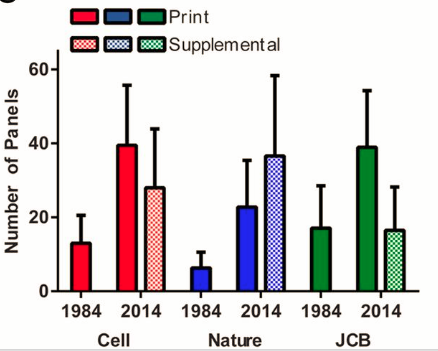 Print
Supplemental
Number of Panels
60
40
20
0
1984 2014 1984 2014 1984 2014
Cell Nature JCB